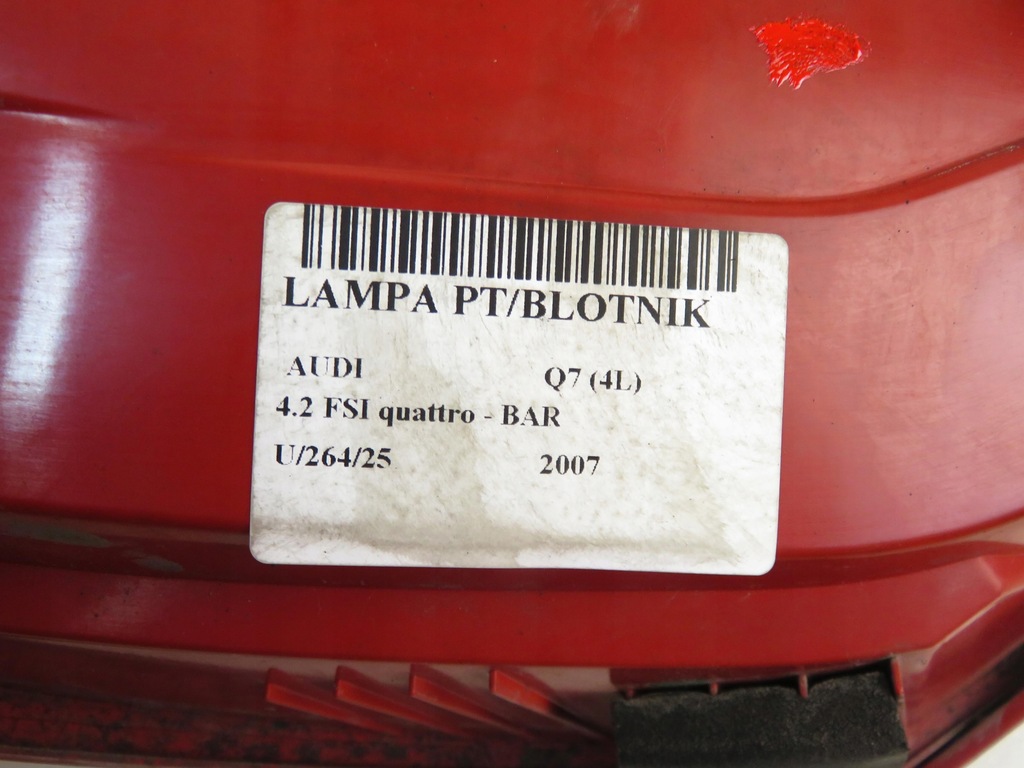 LAMPA PT/BLOTNIK
AUDI Q7 (4L)
4.2 FSI quattro - BAR
U/264/25 2007